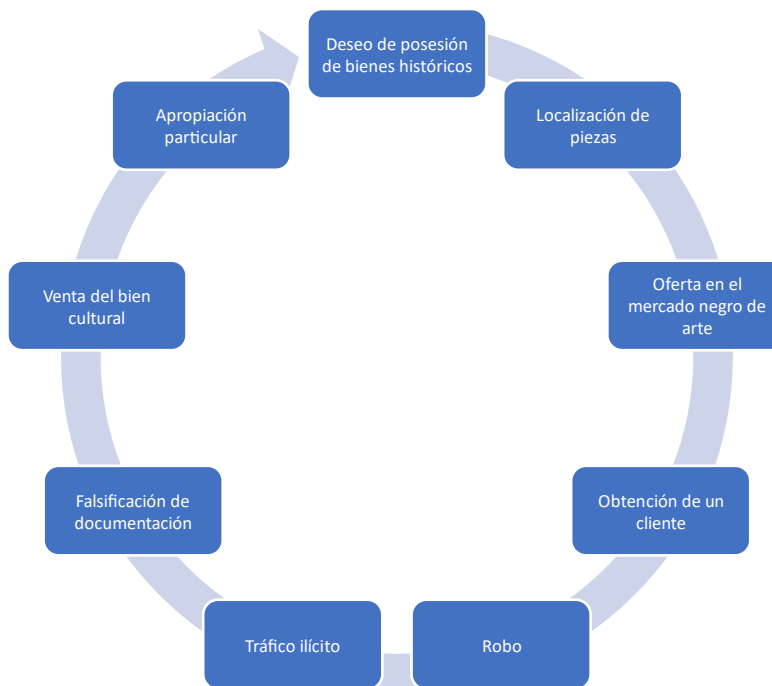 Deseo de posesión
de bienes históricos
Localización de
piezas
Oferta en el
mercado negro de
arte
Obtención de un
cliente
Robo
Tráfico ilícito
Falsificación de
documentación
Venta del bien
cultural
Apropiación
particular